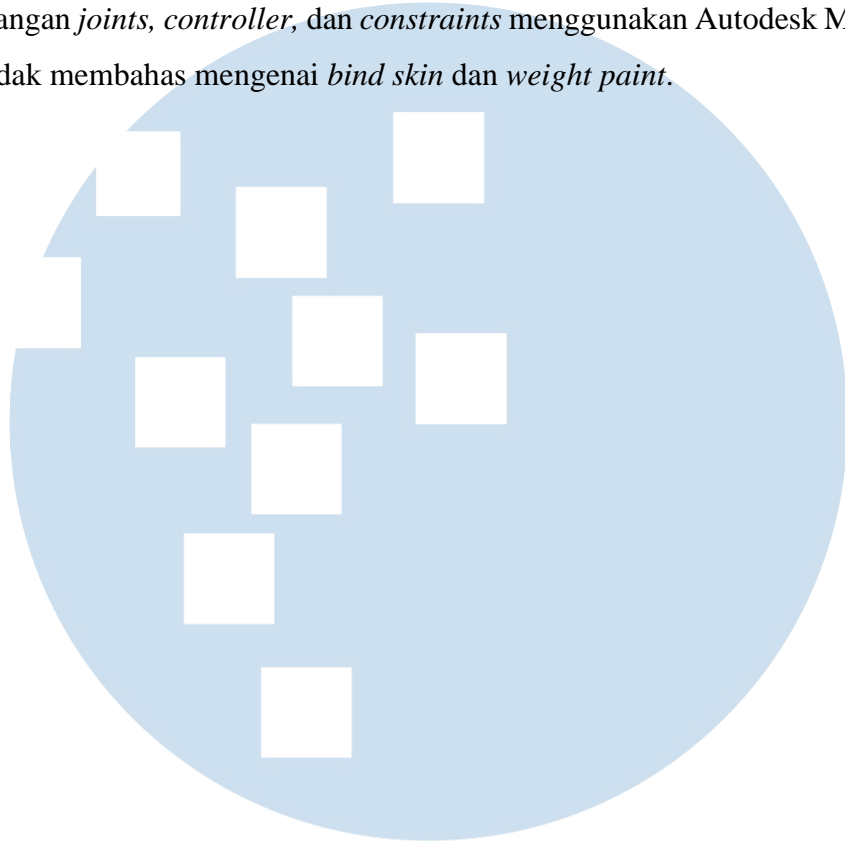 angan joints, controller, dan constraints menggunakan Autodesk M
dak membahas mengenai bind skin dan weight paint.